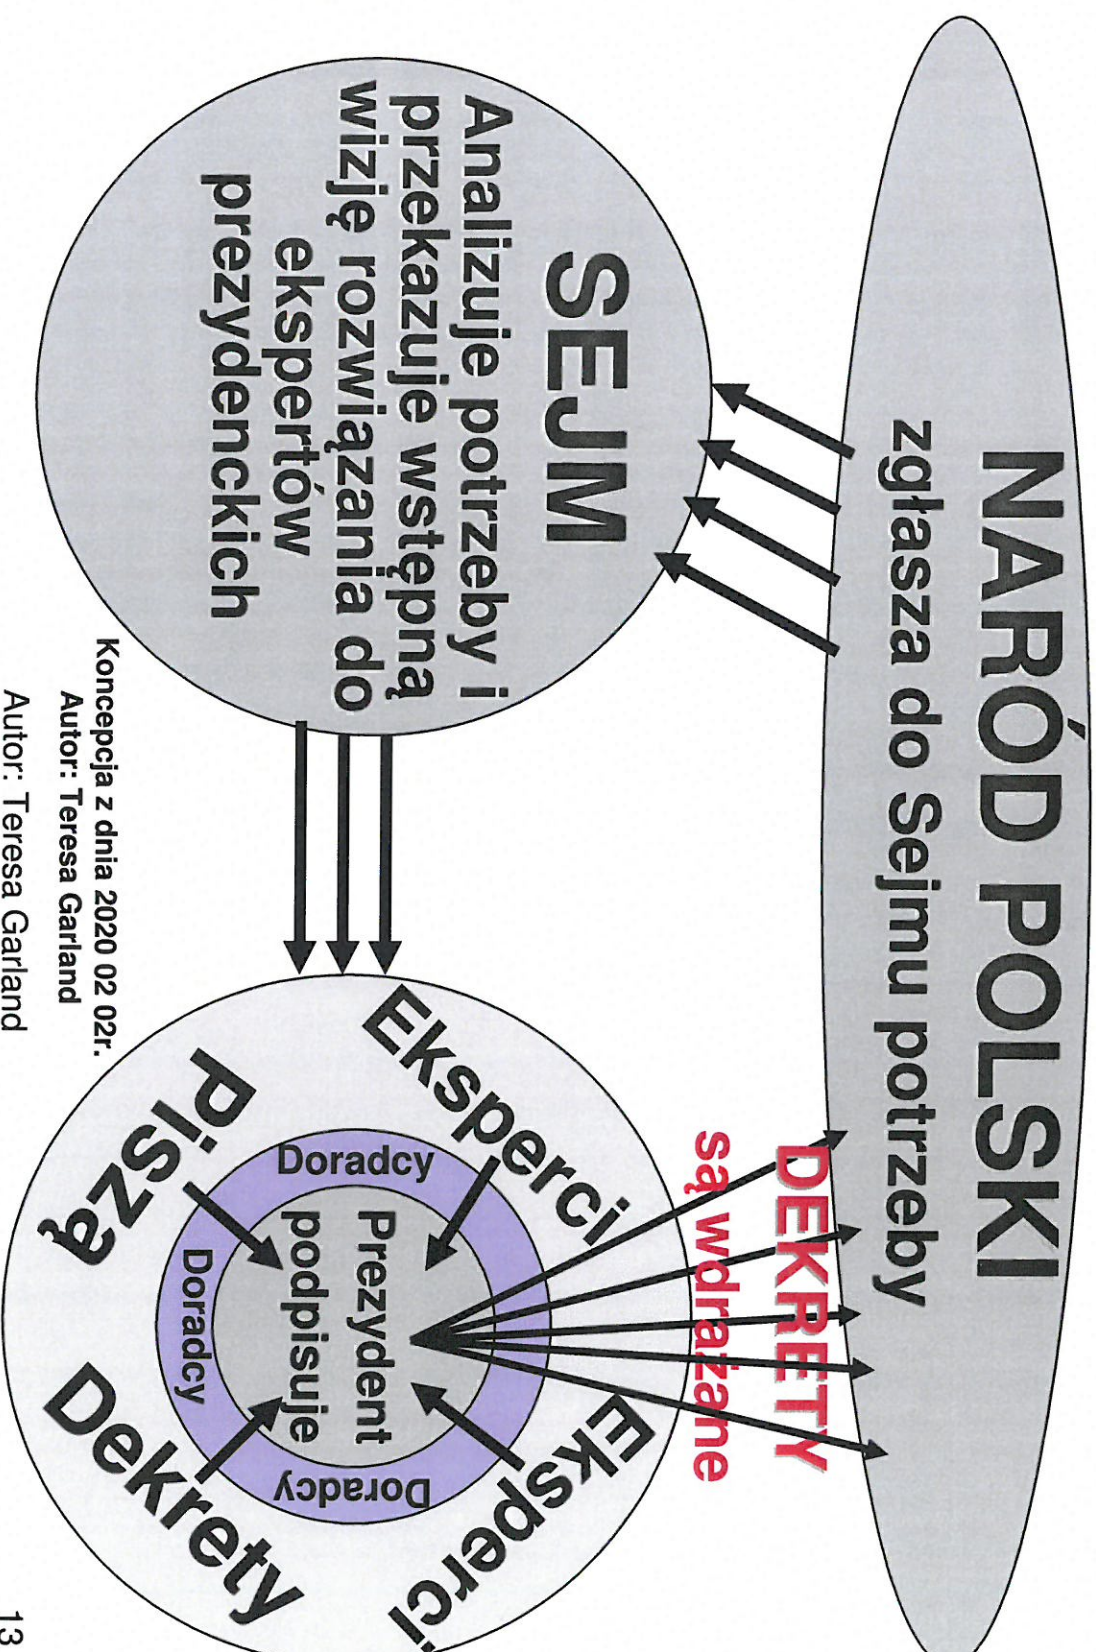 NARÓD POLSKI
zgłasza do Sejmu potrzeby
SEJM
Analizuje potrzeby i
przekazuje wstępną
wizję rozwiązania do
ekspertów
prezydenckich
DEKRETY
są wdrażane
Eksperci
Eksperci
Piszą
Dekrety
Doradcy
Doradcy
Doradcy
Prezydent
podpisuje
Koncepcja z dnia 2020 02 02r.
Autor: Teresa Garland
Autor: Teresa Garland
13